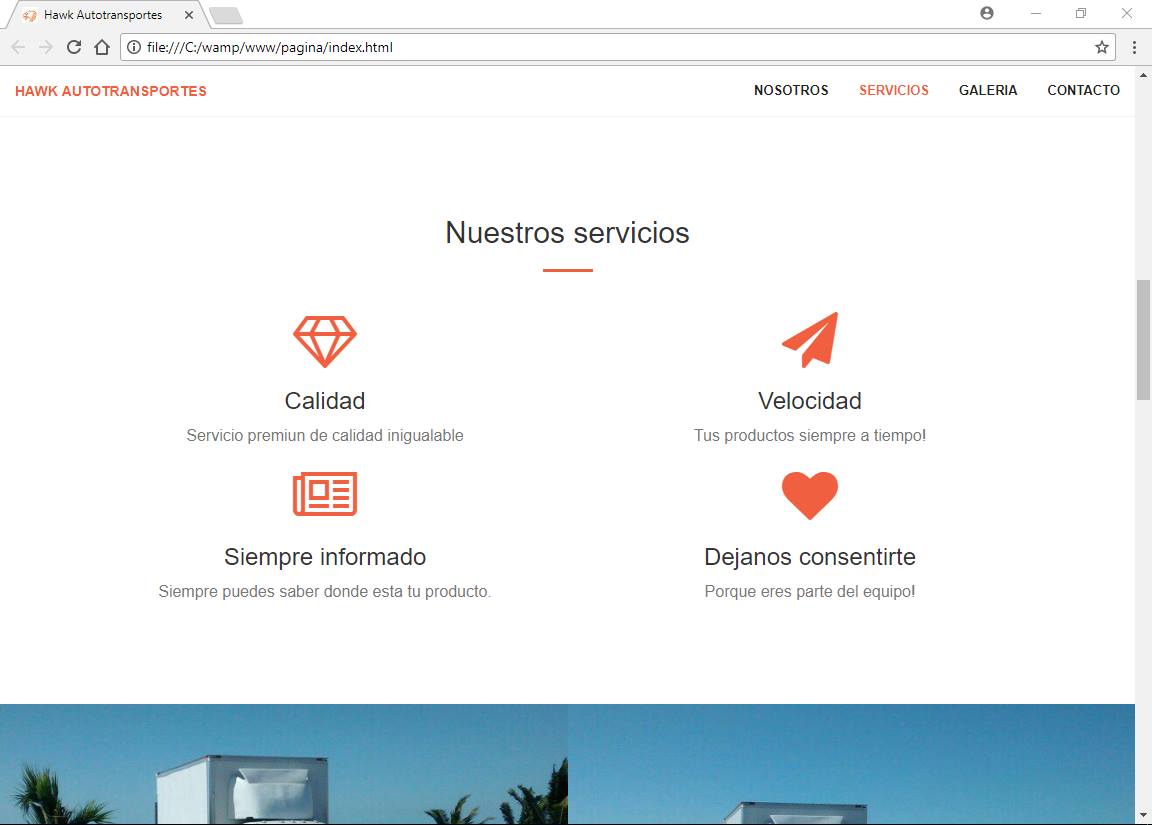 Hawk Autotransportes
file:///C:/wamp/www/pagina/index.html
HAWK AUTOTRANSPORTES
NOSOTROS SERVICIOS GALERIA CONTACTO
Nuestros servicios
Calidad
Servicio premiun de calidad inigualable
Velocidad
Tus productos siempre a tiempo!
Siempre informado
Siempre puedes saber donde esta tu producto.
Dejanos consentirte
Porque eres parte del equipo!